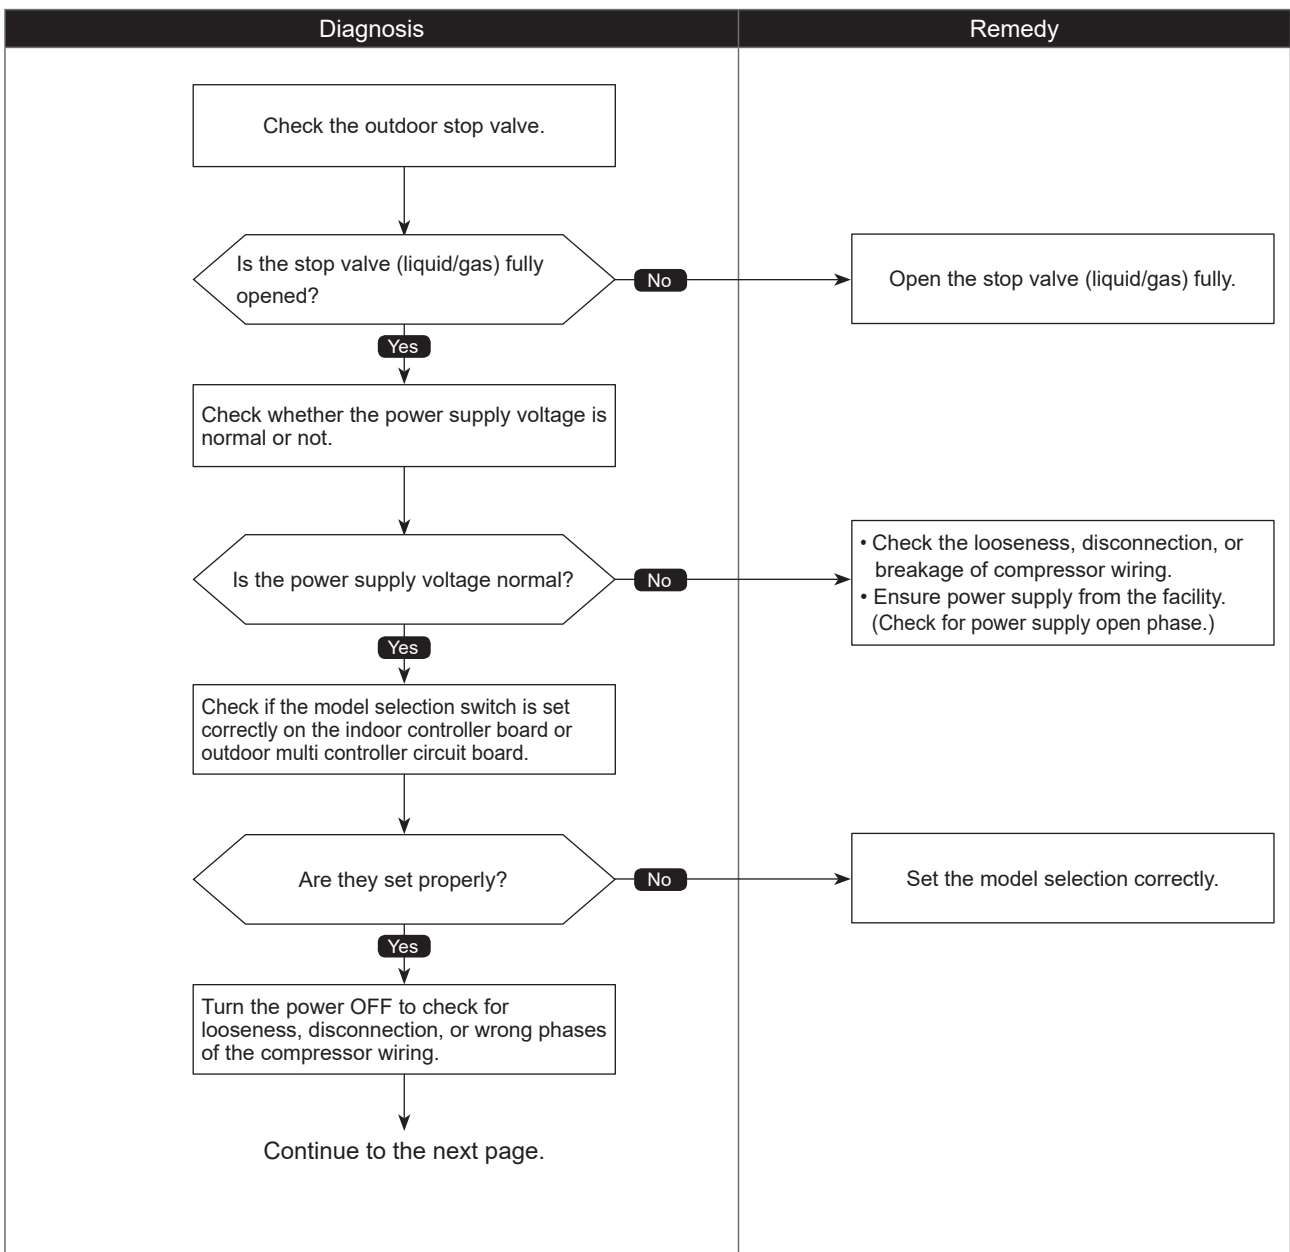 Diagnosis
Remedy
Check the outdoor stop valve.
Is the stop valve (liquid/gas) fully
opened?
No
Open the stop valve (liquid/gas) fully.
Yes
Check whether the power supply voltage is
normal or not.
Is the power supply voltage normal?
No
• Check the looseness, disconnection, or
breakage of compressor wiring.
• Ensure power supply from the facility.
(Check for power supply open phase.)
Yes
Check if the model selection switch is set
correctly on the indoor controller board or
outdoor multi controller circuit board.
Are they set properly?
No
Set the model selection correctly.
Yes
Turn the power OFF to check for
looseness, disconnection, or wrong phases
of the compressor wiring.
Continue to the next page.